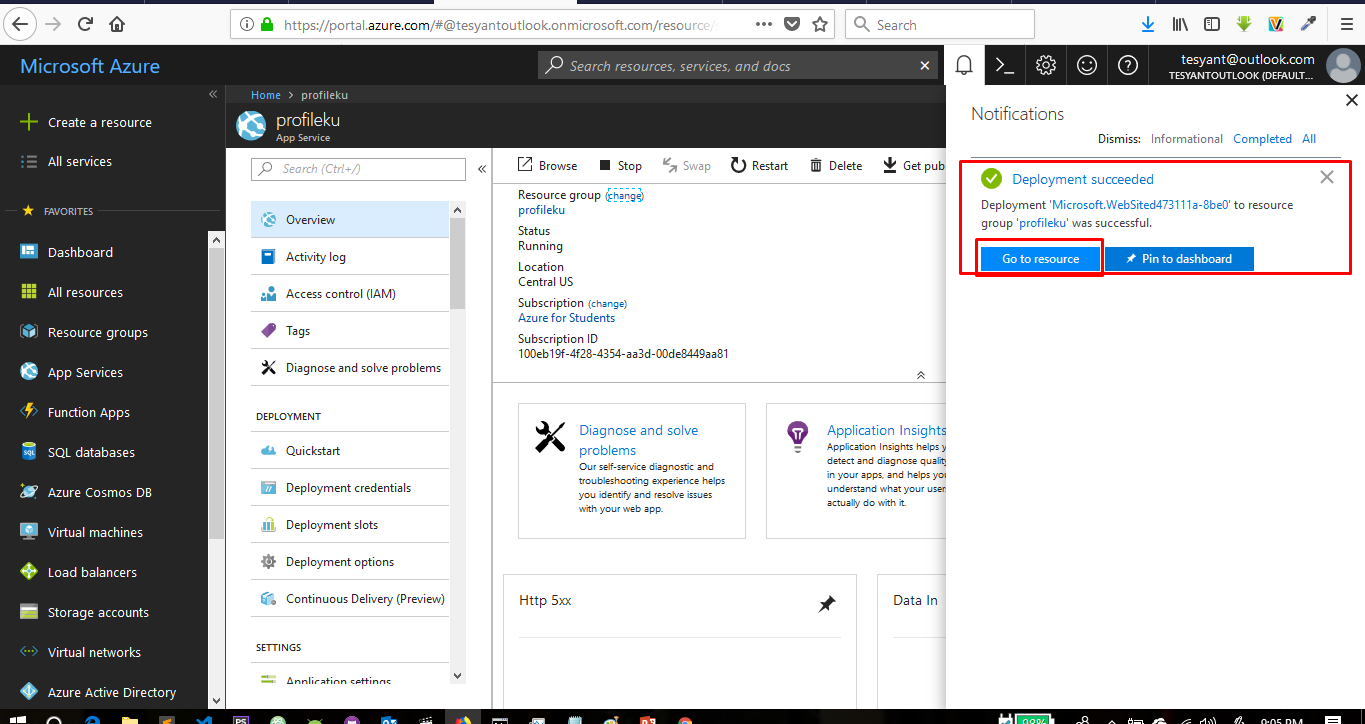 https://portal.azure.com/#@tesyantoutlook.onmicrosoft.com/resource/
Search
Microsoft Azure
Search resources, services, and docs
tesyant@outlook.com
TESYANTOUTLOOK (DEFAULT...
Create a resource
All services
FAVORITES
Dashboard
All resources
Resource groups
App Services
Function Apps
SQL databases
Azure Cosmos DB
Virtual machines
Load balancers
Storage accounts
Virtual networks
Azure Active Directory
Home > profileku
profileku
App Service
Search (Ctrl+/)
Overview
Activity log
Access control (IAM)
Tags
Diagnose and solve problems
DEPLOYMENT
Quickstart
Deployment credentials
Deployment slots
Deployment options
Continuous Delivery (Preview)
SETTINGS
Application settings
Browse
Stop
Swap
Restart
Delete
Get pub
Resource group (change)
profileku
Status
Running
Location
Central US
Subscription (change)
Azure for Students
Subscription ID
100eb19f-4f28-4354-aa3d-00de8449aa81
Diagnose and solve
problems
Our self-service diagnostic and
troubleshooting experience helps
you identify and resolve issues
with your web app.
Application Insights
Application Insights helps y
detect and diagnose quality
in your apps, and helps you
understand what your users
actually do with it.
Http 5xx
Data In
Notifications
Dismiss: Informational Completed All
Deployment succeeded
Deployment 'Microsoft.WebSited473111a-8be0' to resource
group 'profileku' was successful.
Go to resource
Pin to dashboard
98%
9:05 PM